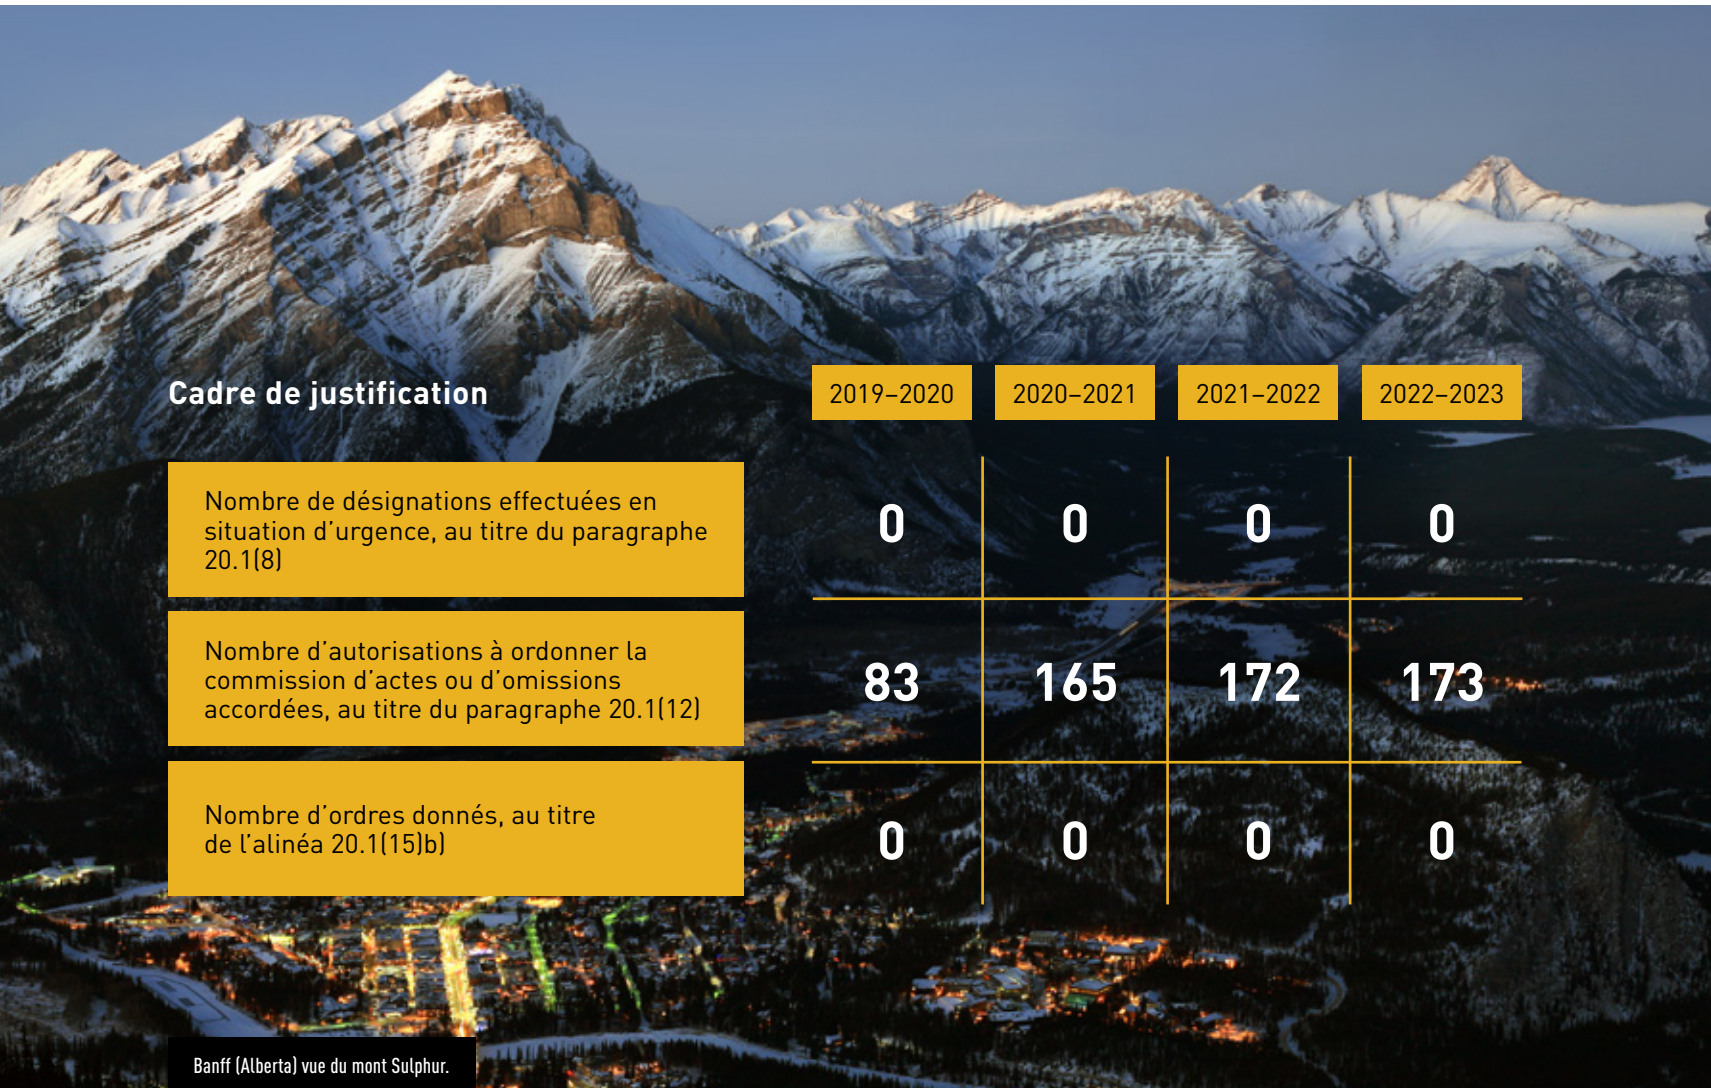 Cadre de justification
2019–2020 2020–2021 2021–2022 2022–2023
Nombre de désignations effectuées en
situation d’urgence, au titre du paragraphe
20.1(8)
0 0 0 0
Nombre d’autorisations à ordonner la
commission d’actes ou d’omissions
accordées, au titre du paragraphe 20.1(12)
83 165 172 173
Nombre d’ordres donnés, au titre
de l’alinéa 20.1(15)b)
0 0 0 0
Banff (Alberta) vue du mont Sulphur.